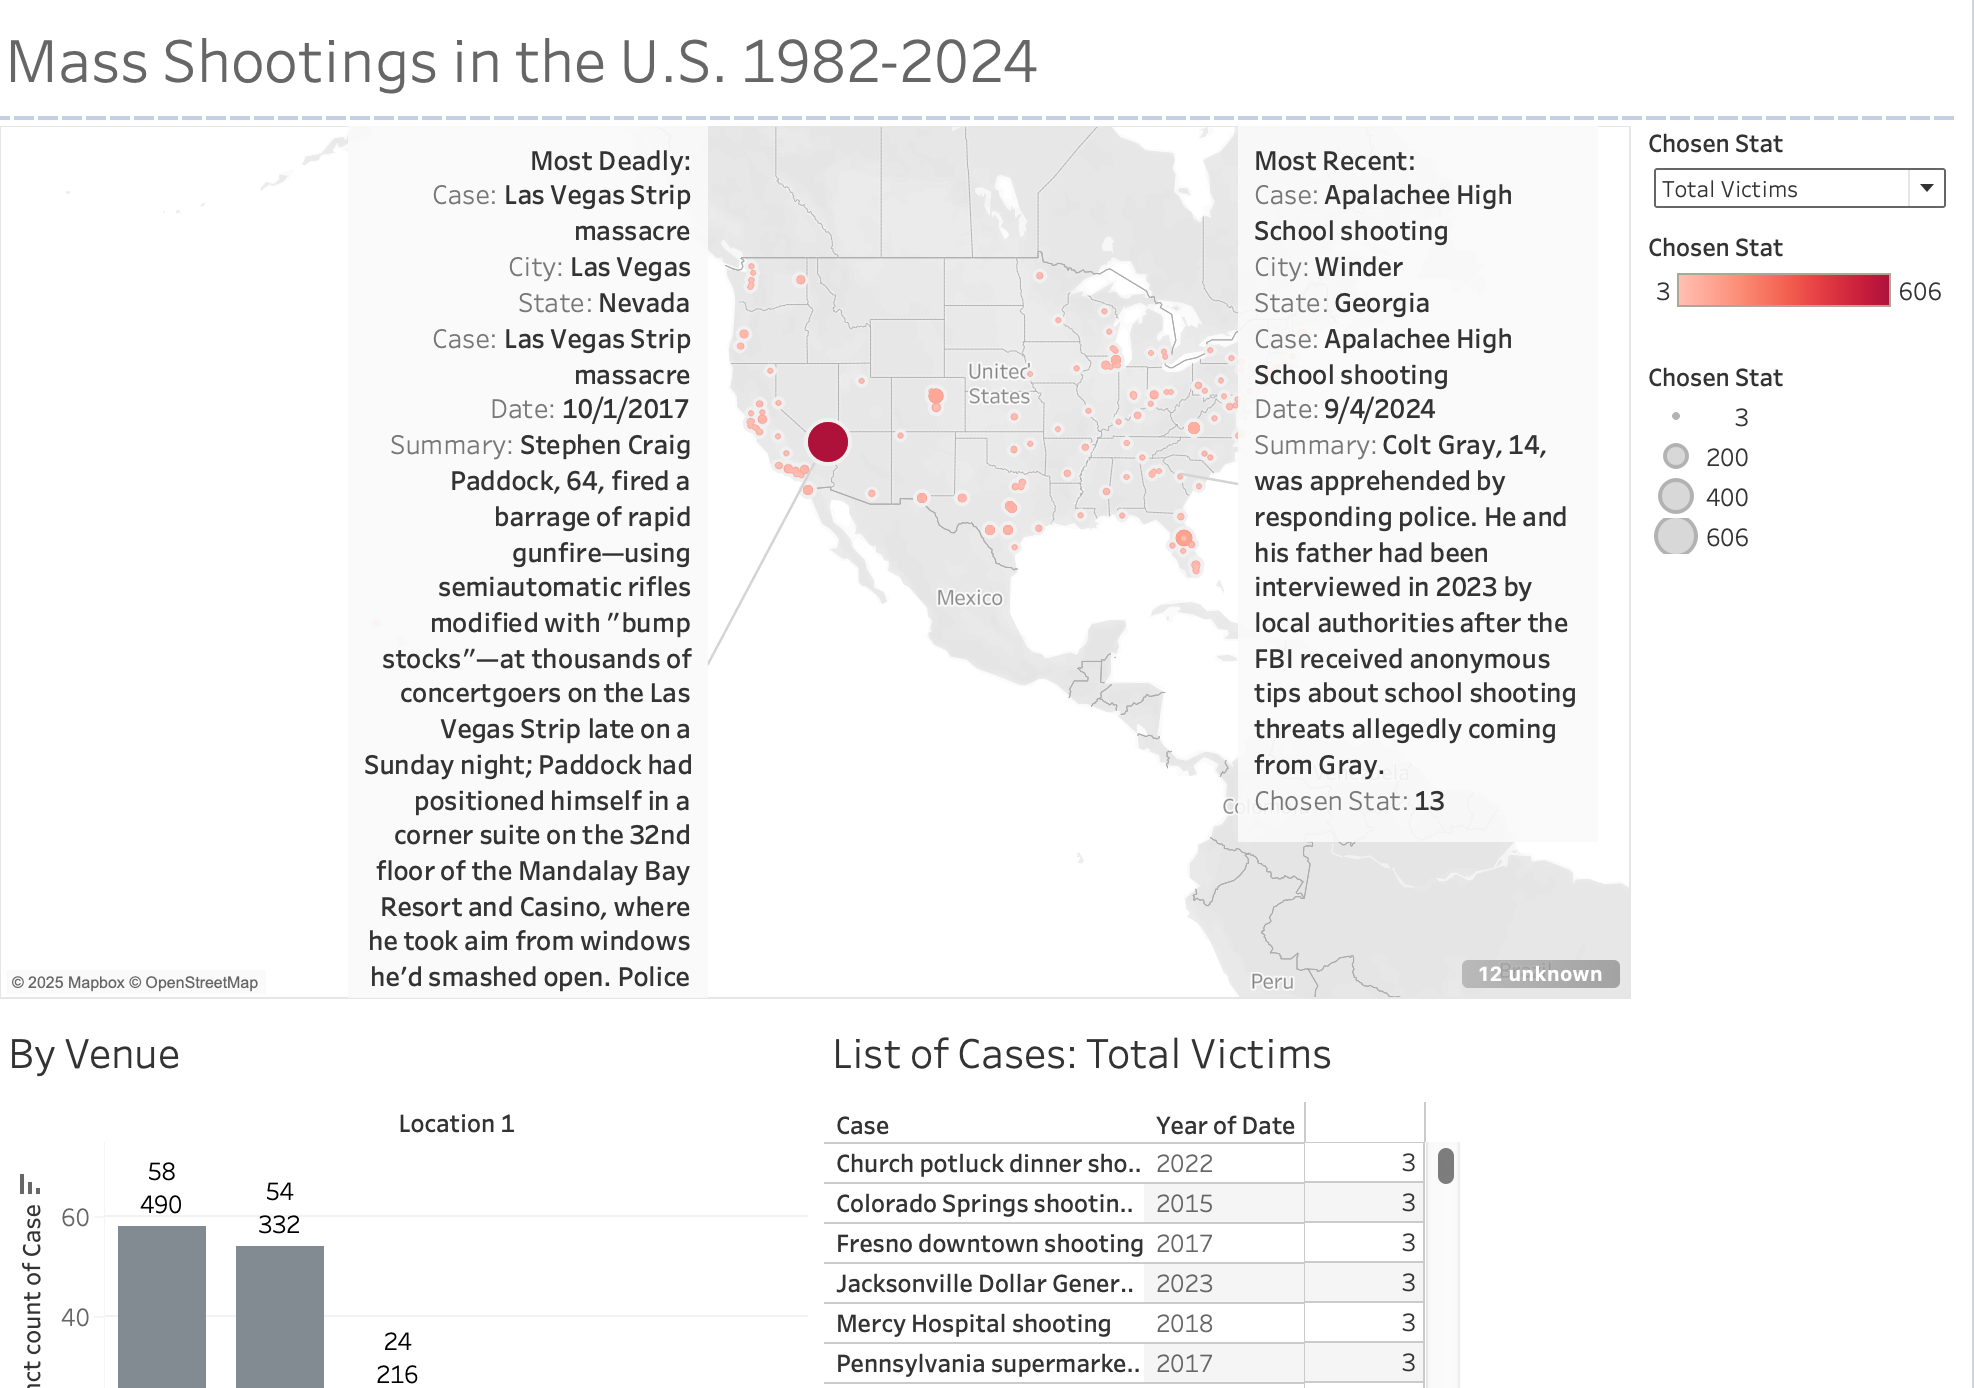 Mass Shootings in the U.S. 1982-2024
Most Deadly:
Case: Las Vegas Strip
massacre
City: Las Vegas
State: Nevada
Case: Las Vegas Strip
massacre
Date: 10/1/2017
Summary: Stephen Craig
Paddock, 64, fired a
barrage of rapid
gunfire—using
semiautomatic rifles
modified with "bump
stocks"—at thousands of
concertgoers on the Las
Vegas Strip late on a
Sunday night; Paddock had
positioned himself in a
corner suite on the 32nd
floor of the Mandalay Bay
Resort and Casino, where
he took aim from windows
he'd smashed open. Police
United
States
Mexico
Peru
Most Recent:
Case: Apalachee High
School shooting
City: Winder
State: Georgia
Case: Apalachee High
School shooting
Date: 9/4/2024
Summary: Colt Gray, 14,
was apprehended by
responding police. He and
his father had been
interviewed in 2023 by
local authorities after the
FBI received anonymous
tips about school shooting
threats allegedly coming
from Gray.
Chosen Stat: 13
12 unknown
© 2025 Mapbox © OpenStreetMap
Chosen Stat
Total Victims
Chosen Stat
3 606
Chosen Stat
3
200
400
606
By Venue
Location 1
58
490
54
332
24
216
60
40
nct count of Case
List of Cases: Total Victims
Case Year of Date
Church potluck dinner sho.. 2022 3
Colorado Springs shootin.. 2015 3
Fresno downtown shooting 2017 3
Jacksonville Dollar Gener.. 2023 3
Mercy Hospital shooting 2018 3
Pennsylvania supermarke.. 2017 3